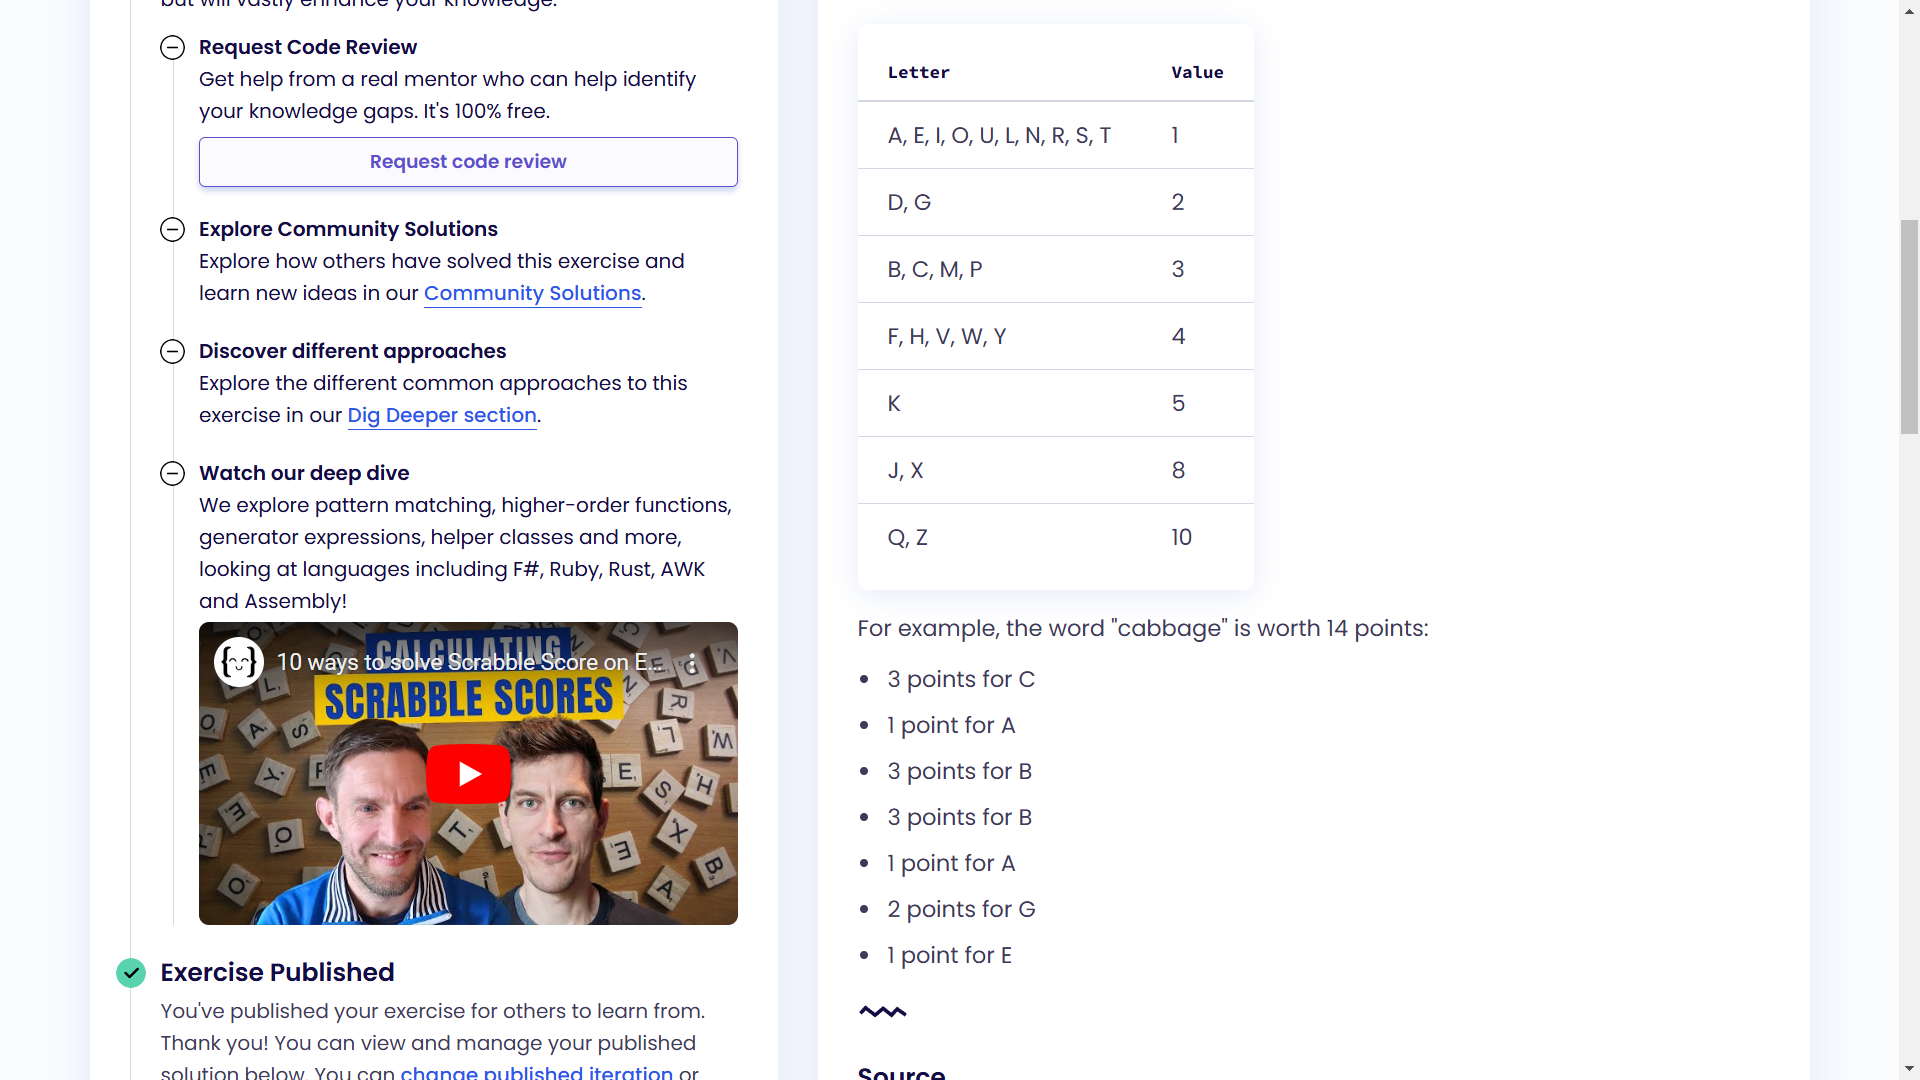 but will vastly enhance your knowledge.
Request Code Review
Get help from a real mentor who can help identify
your knowledge gaps. It's 100% free.
Request code review
Explore Community Solutions
Explore how others have solved this exercise and
learn new ideas in our Community Solutions.
Discover different approaches
Explore the different common approaches to this
exercise in our Dig Deeper section.
Watch our deep dive
We explore pattern matching, higher-order functions,
generator expressions, helper classes and more,
looking at languages including F#, Ruby, Rust, AWK
and Assembly!
CALCULATING
10 ways to solve Scrabble Score on E...
SCRABBLE SCORES
Exercise Published
You've published your exercise for others to learn from.
Thank you! You can view and manage your published
solution below. You can change published iteration or
Letter Value
A, E, I, O, U, L, N, R, S, T 1
D, G 2
B, C, M, P 3
F, H, V, W, Y 4
K 5
J, X 8
Q, Z 10
For example, the word "cabbage" is worth 14 points:
3 points for C
1 point for A
3 points for B
3 points for B
1 point for A
2 points for G
1 point for E
Source